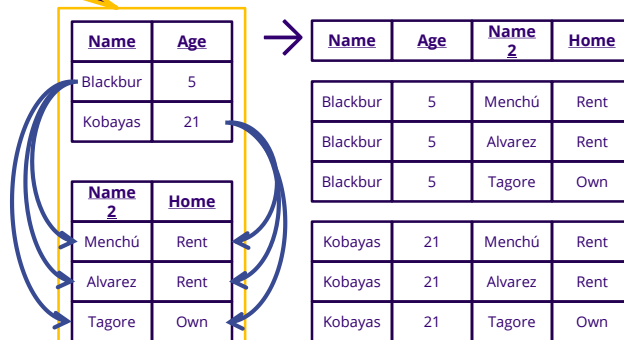 Name Age
Blackbur 5
Kobayas 21
Name
2 Home
Menchú Rent
Alvarez Rent
Tagore Own
Name Age Name
2 Home
Blackbur 5 Menchú Rent
Blackbur 5 Alvarez Rent
Blackbur 5 Tagore Own
Kobayas 21 Menchú Rent
Kobayas 21 Alvarez Rent
Kobayas 21 Tagore Own